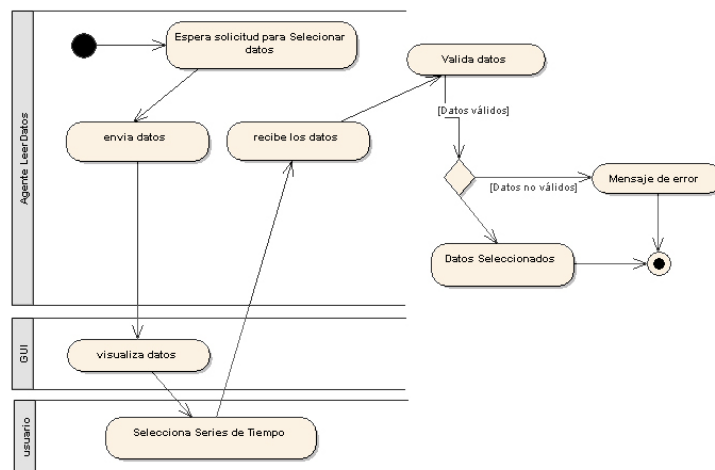 Agente LeerDatos
Espera solicitud para Selecionar
datos
envia datos
recibe los datos
Valida datos
[Datos válidos]
[Datos no válidos]
Mensaje de error
Datos Seleccionados
GUI
visualiza datos
usuario
Selecciona Series de Tiempo